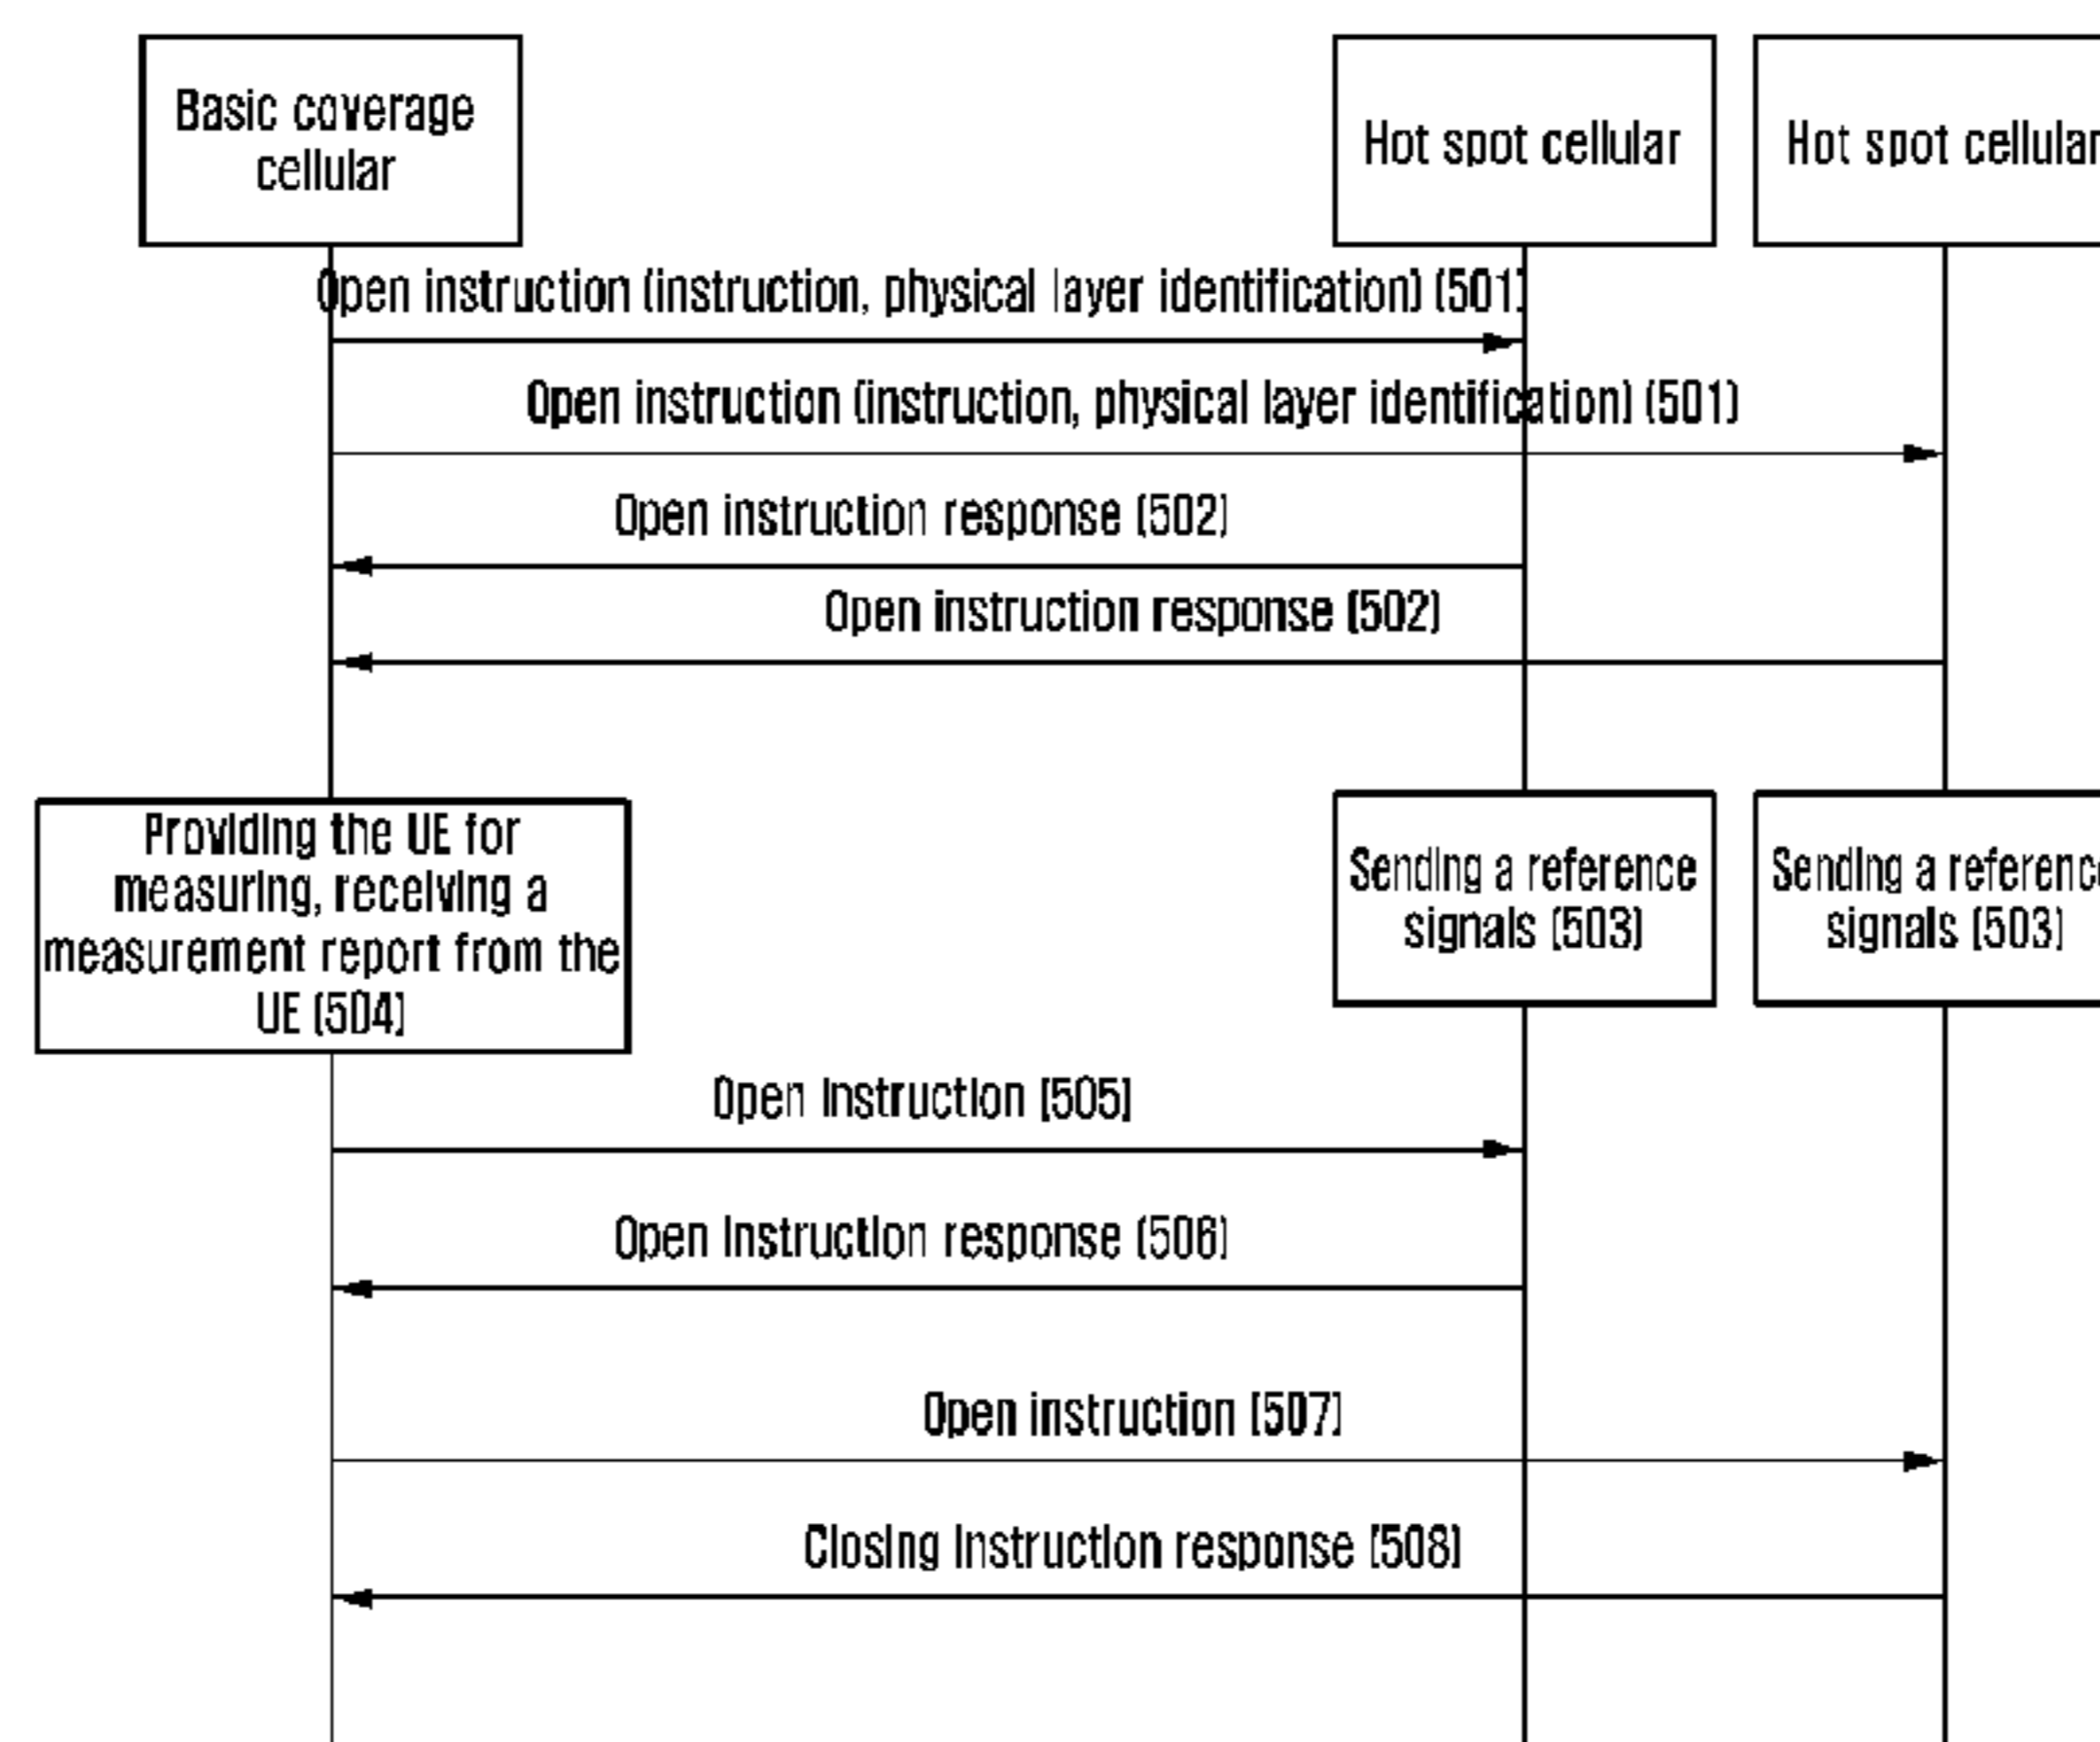 Basic coverage
cellular
Hot spot cellular
Hot spot cellular
Open instruction (instruction, physical layer identification) (501)
Open instruction (instruction, physical layer identification) (501)
Open instruction response (502)
Open instruction response (502)
Providing the UE for
measuring, receiving a
measurement report from the
UE (504)
Sending a reference
signals (503)
Sending a reference
signals (503)
Open instruction (505)
Open instruction response (506)
Open instruction (507)
Closing instruction response (508)